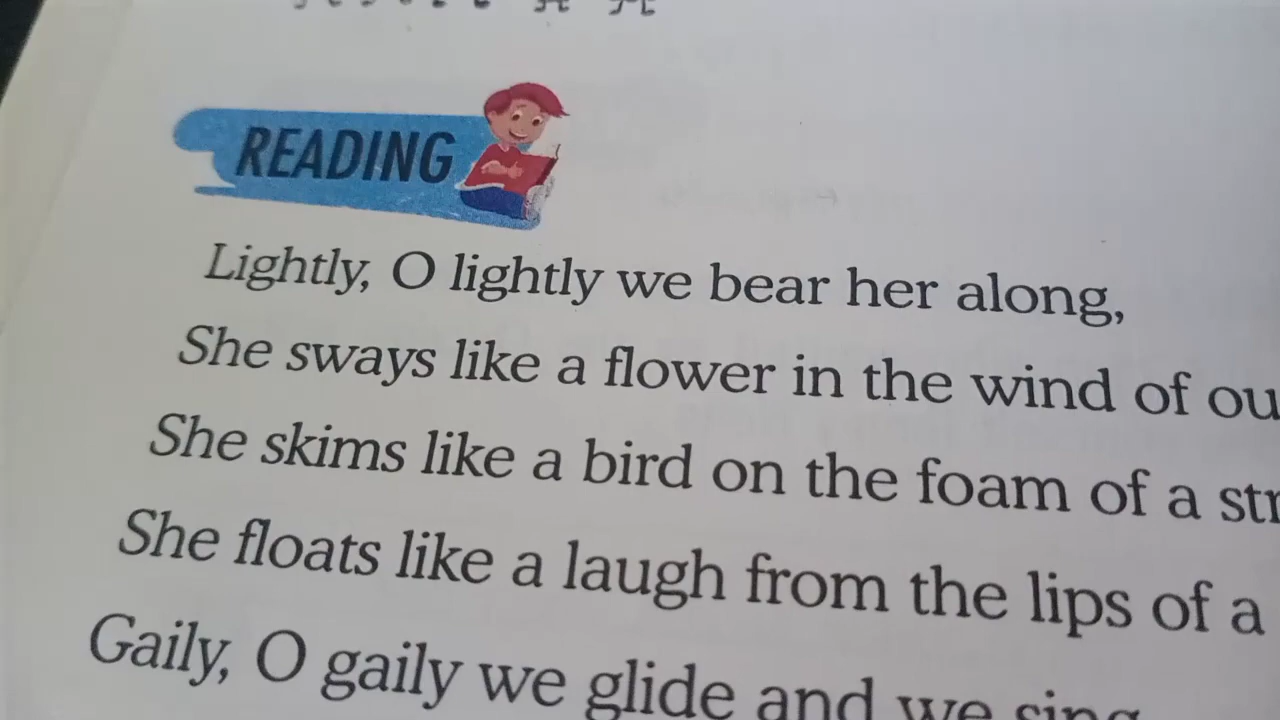 READING
Lightly, O lightly we bear her along,
She sways like a flower in the wind of ou
She skims like a bird on the foam of a str
She floats like a laugh from the lips of a
Gaily, O gaily we glide and we sing